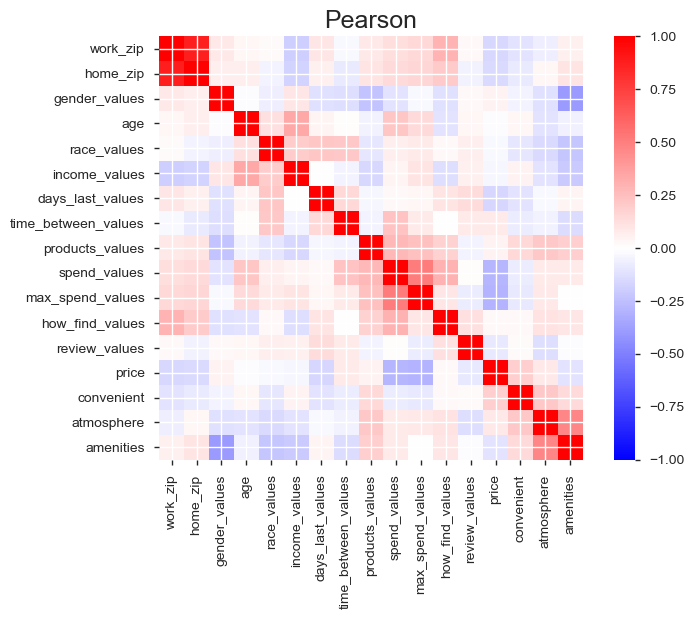 Pearson
work_zip
home_zip
gender_values
age
race_values
income_values
days_last_values
time_between_values
products_values
spend_values
max_spend_values
how_find_values
review_values
price
convenient
atmosphere
amenities
work_zip
home_zip
gender_values
age
race_values
income_values
days_last_values
time_between_values
products_values
spend_values
max_spend_values
how_find_values
review_values
price
convenient
atmosphere
amenities
1.00
0.75
0.50
0.25
0.00
−0.25
−0.50
−0.75
−1.00